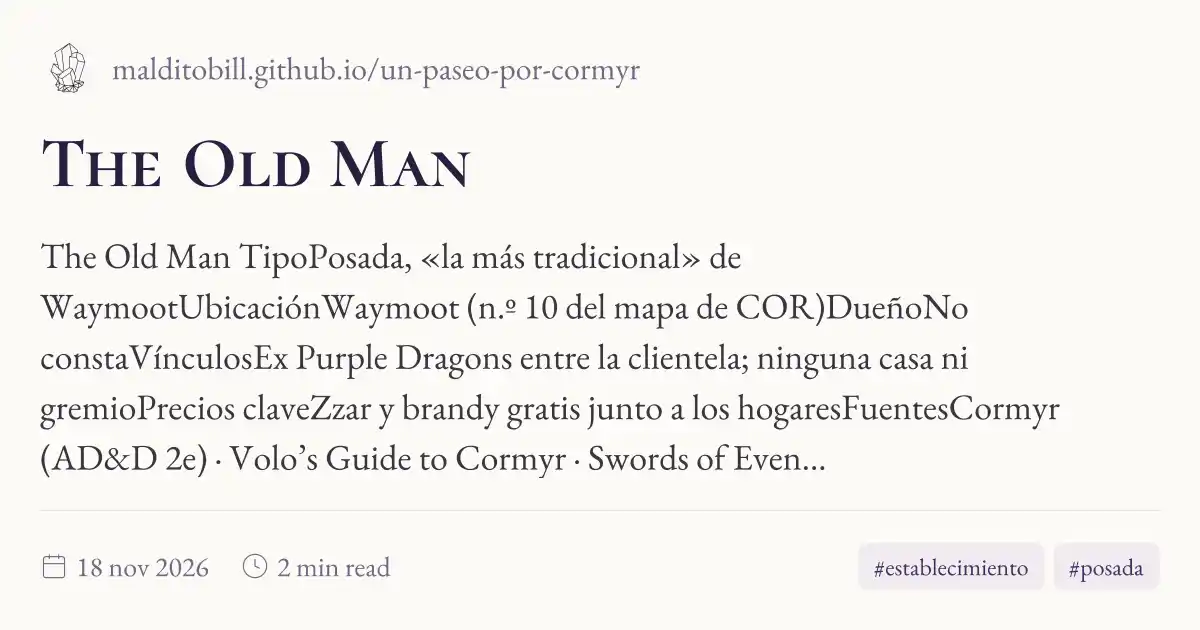 malditobill.github.io/un-paseo-por-cormyr
The Old Man
The Old Man TipoPosada, «la más tradicional» de
WaymootUbicaciónWaymoot (n.º 10 del mapa de COR)DueñoNo
constaVínculosEx Purple Dragons entre la clientela; ninguna casa ni
gremioPrecios claveZzar y brandy gratis junto a los hogaresFuentesCormyr
(AD&D 2e) · Volo’s Guide to Cormyr · Swords of Even...
18 nov 2026
2 min read
#establecimiento
#posada